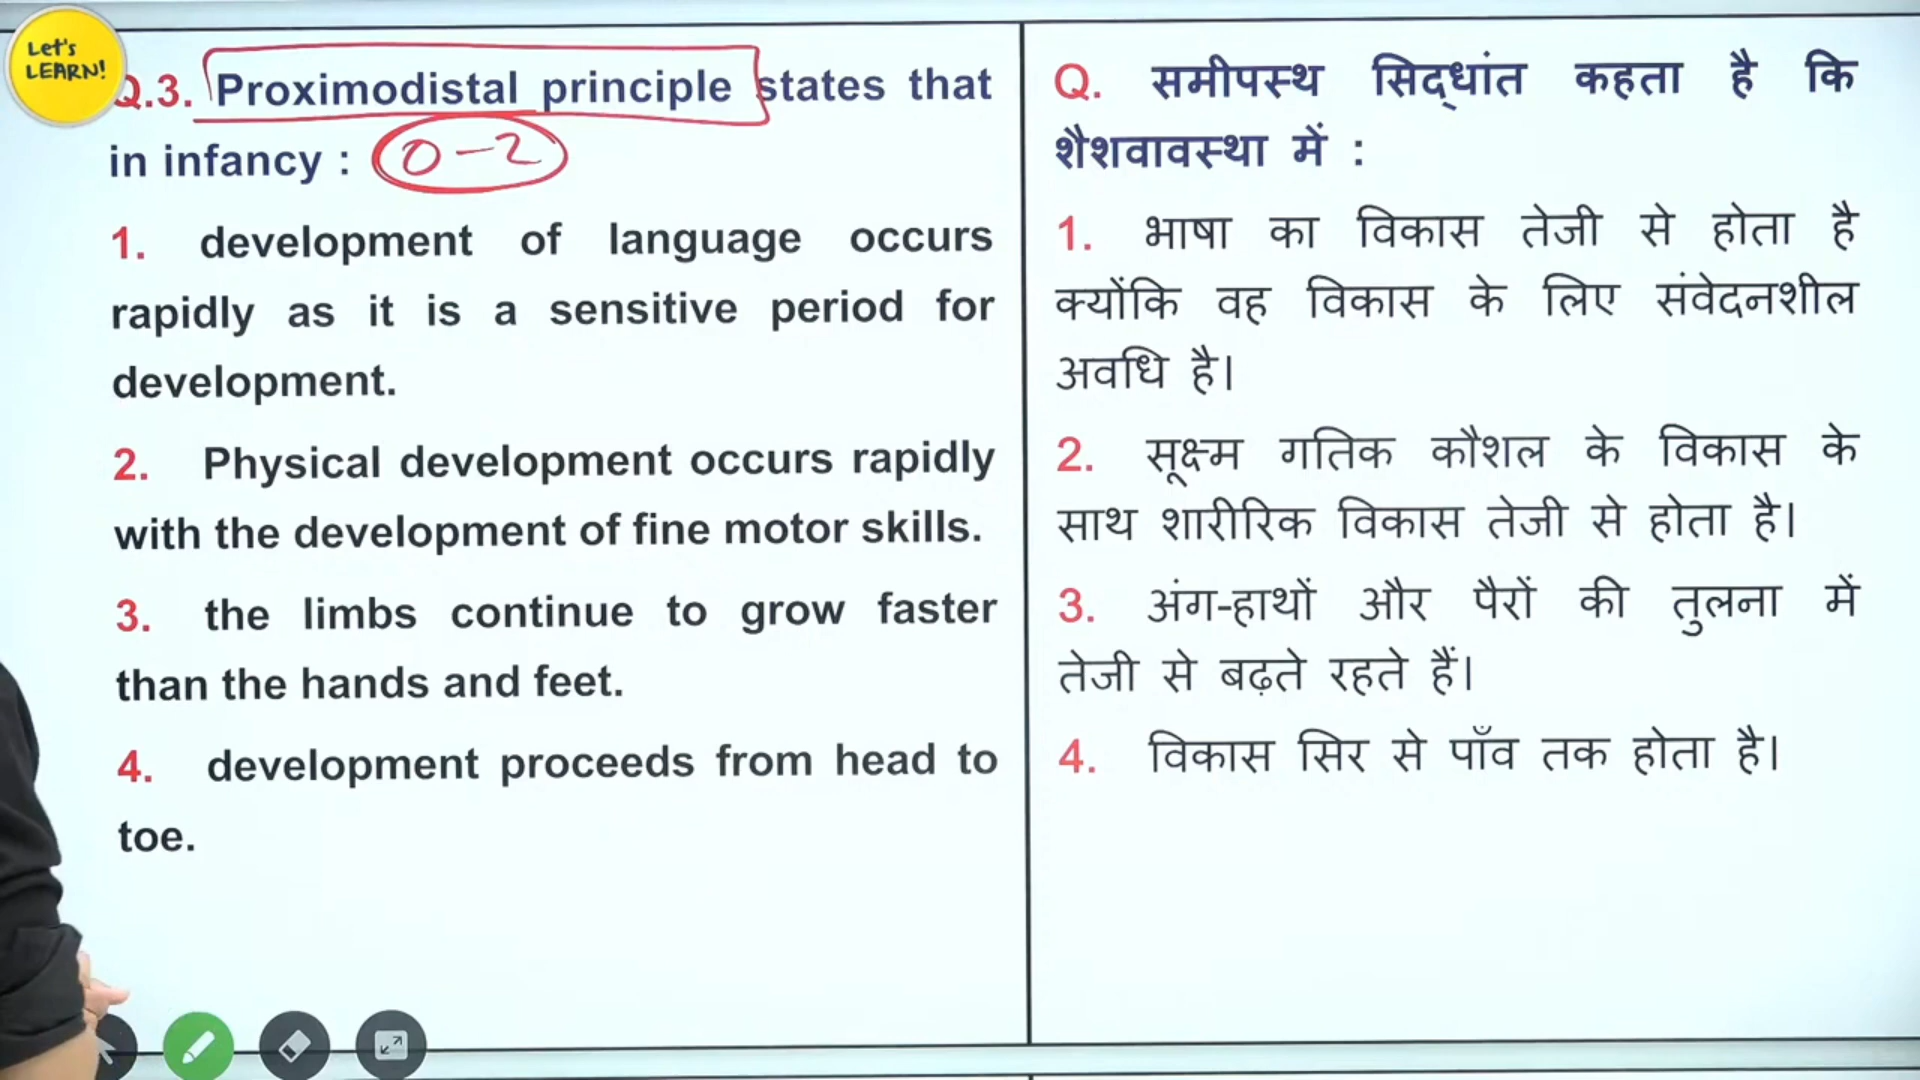 Let's
LEARN!
Q.3. Proximodistal principle states that
in infancy : 0-2
1. development of language occurs
rapidly as it is a sensitive period for
development.
2. Physical development occurs rapidly
with the development of fine motor skills.
3. the limbs continue to grow faster
than the hands and feet.
4. development proceeds from head to
toe.
Q. समीपस्थ सिद्धांत कहता है कि
शैशवावस्था में :
1. भाषा का विकास तेजी से होता है
क्योंकि वह विकास के लिए संवेदनशील
अवधि है।
2. सूक्ष्म गतिक कौशल के विकास के
साथ शारीरिक विकास तेजी से होता है।
3. अंग-हाथों और पैरों की तुलना में
तेजी से बढ़ते रहते हैं।
4. विकास सिर से पाँव तक होता है।